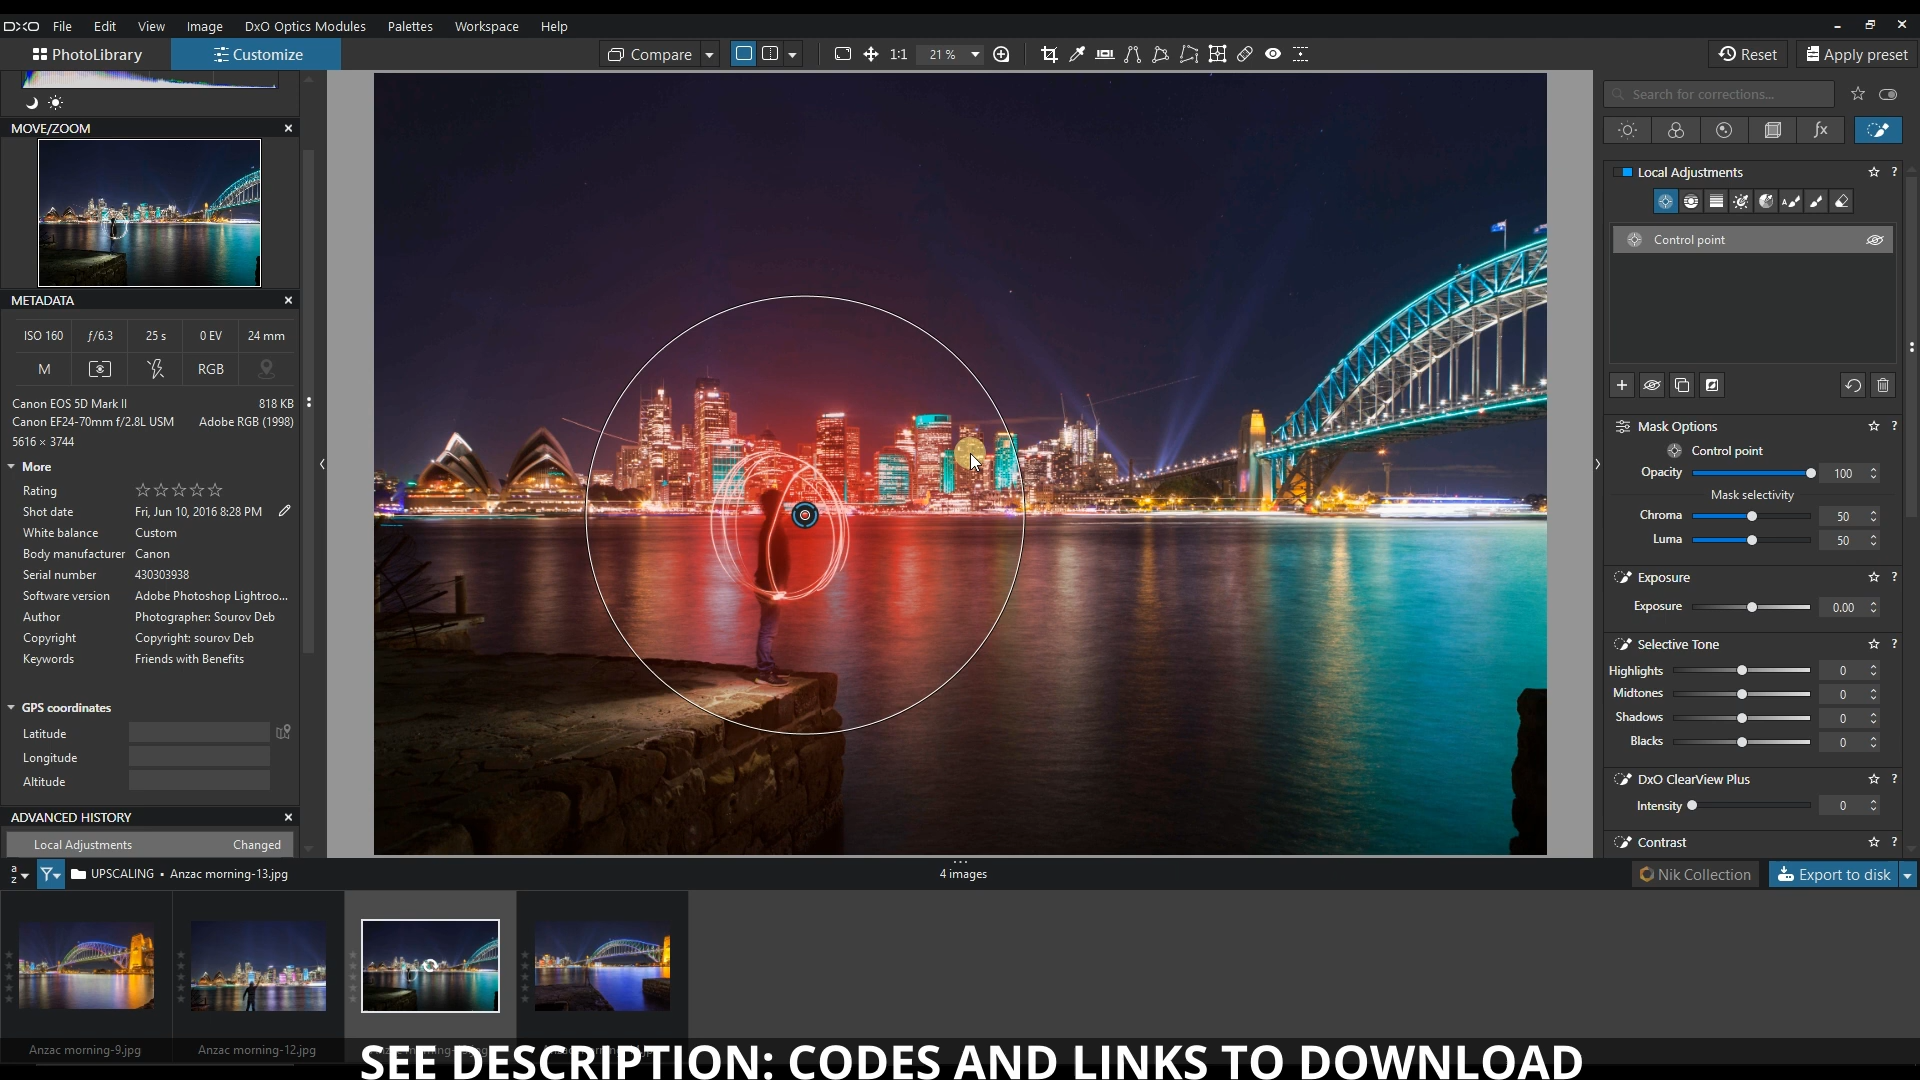 DXO File Edit View Image DxO Optics Modules Palettes Workspace Help
PhotoLibrary Customize Compare 1:1 21 % Reset Apply preset
Search for corrections...
MOVE/ZOOM
fx
Local Adjustments
Control point
METADATA
ISO 160 ƒ/6.3 25 s 0 EV 24 mm
M RGB
Canon EOS 5D Mark II 818 KB
Canon EF24-70mm f/2.8L USM Adobe RGB (1998)
5616 × 3744
More
Rating
Shot date Fri, Jun 10, 2016 8:28 PM
White balance Custom
Body manufacturer Canon
Serial number 430303938
Software version Adobe Photoshop Lightroo...
Author Photographer: Sourov Deb
Copyright Copyright: sourov Deb
Keywords Friends with Benefits
GPS coordinates
Latitude
Longitude
Altitude
ADVANCED HISTORY
Local Adjustments Changed
Mask Options
Control point
Opacity 100
Mask selectivity
Chroma 50
Luma 50
Exposure
Exposure 0.00
Selective Tone
Highlights 0
Midtones 0
Shadows 0
Blacks 0
DxO ClearView Plus
Intensity 0
Contrast
UPSCALING • Anzac morning-13.jpg
4 images
Nik Collection Export to disk
Anzac morning-9.jpg Anzac morning-12.jpg
SEE DESCRIPTION: CODES AND LINKS TO DOWNLOAD